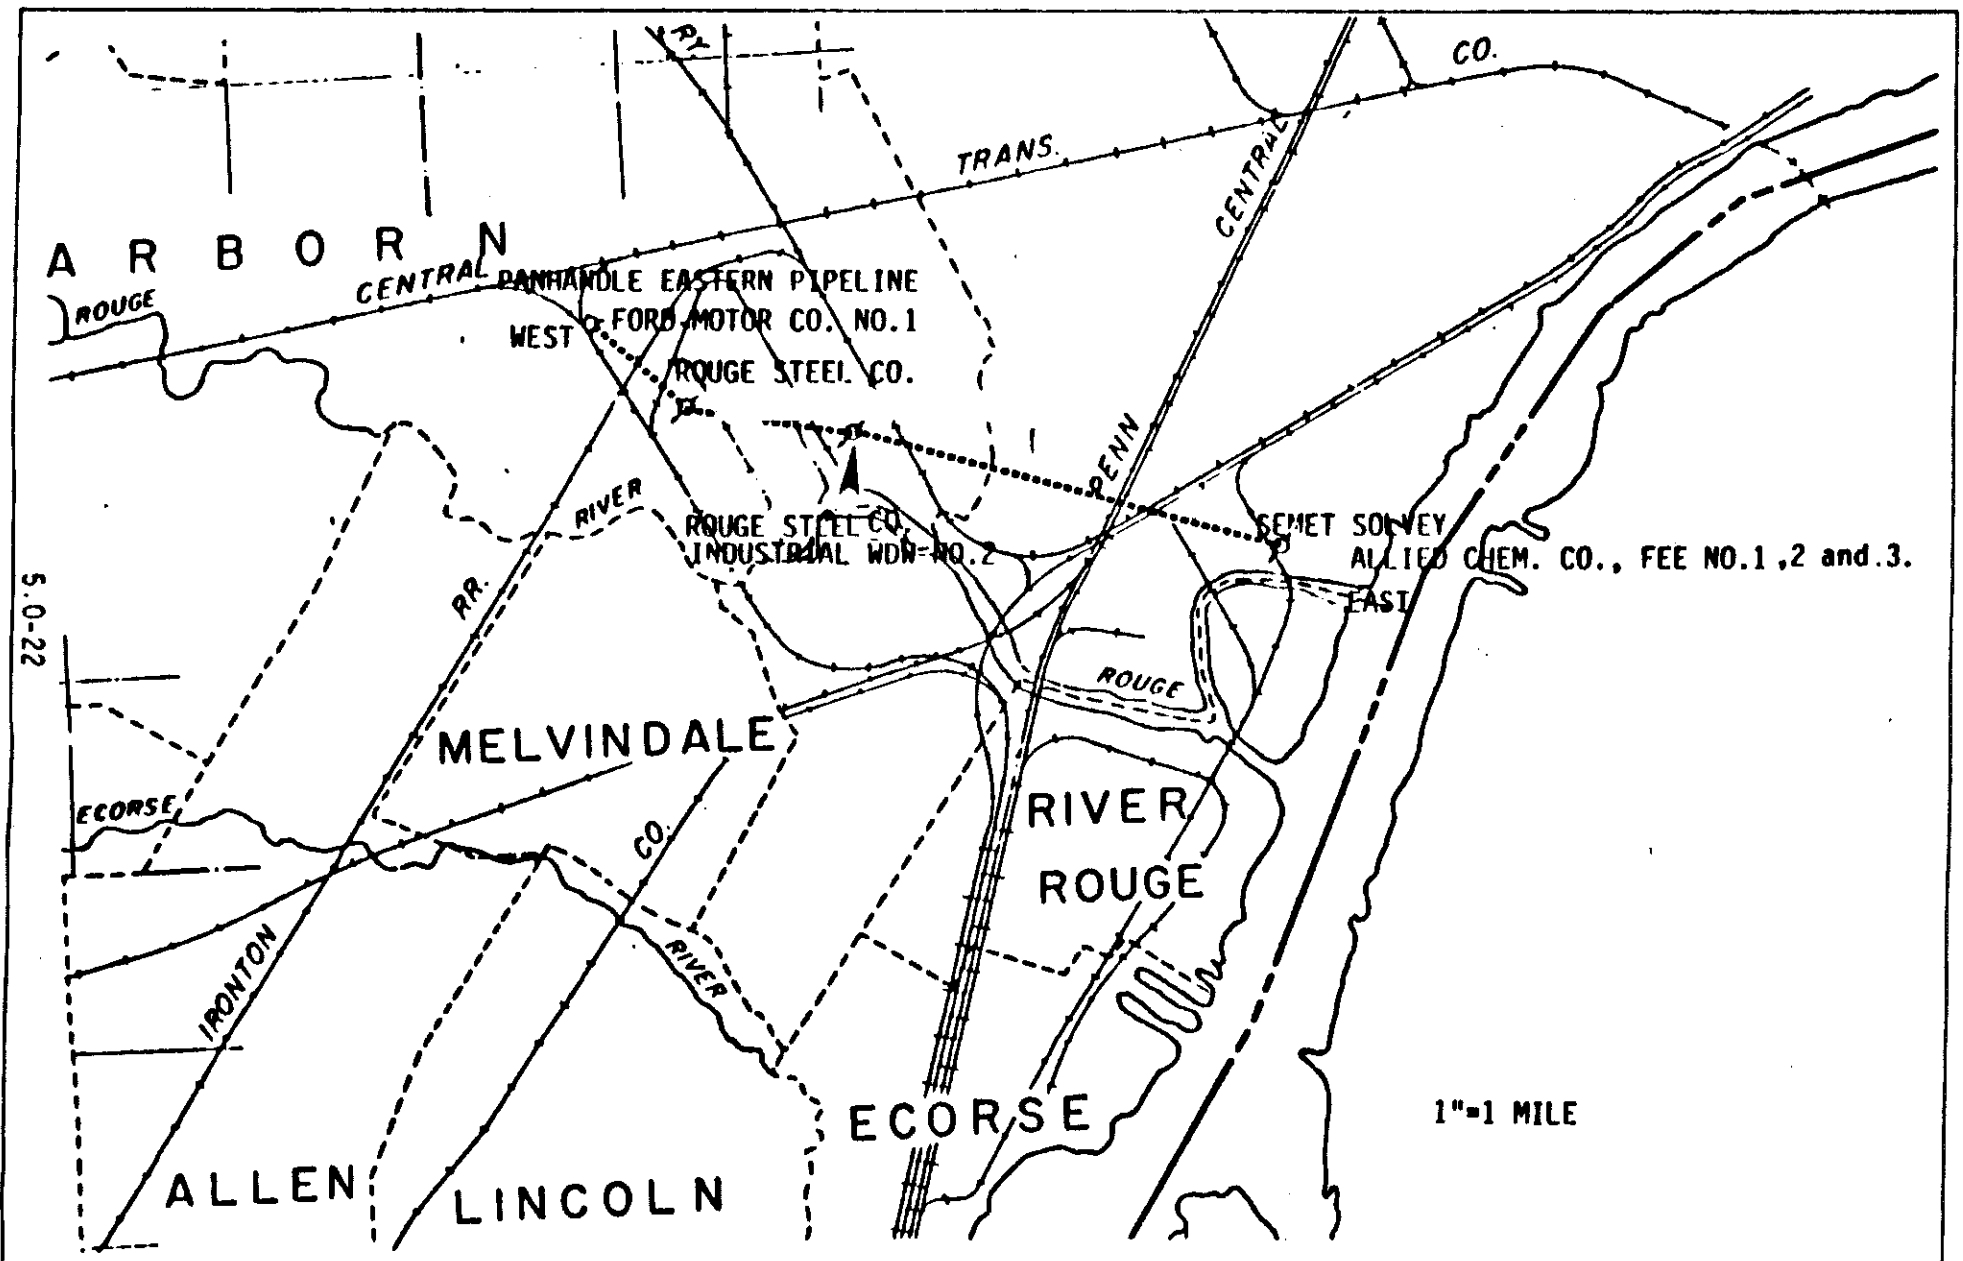 RY.
CO.
TRANS.
CENTRAL
ARBORN
CENTRAL
PANHANDLE EASTERN PIPELINE
ROUGE
FORD MOTOR CO. NO.1
WEST
ROUGE STEEL CO.
PENN
RIVER
ROUGE STEEL CO.
INDUSTRIAL WDW NO.2
SEMET SOLVEY
ALLIED CHEM. CO., FEE NO.1,2 and 3.
EAST
RR.
5.0-22
ROUGE
MELVINDALE
ECORSE
RIVER
ROUGE
CO.
IRONTON
RIVER
ECORSE
1"=1 MILE
ALLEN
LINCOLN